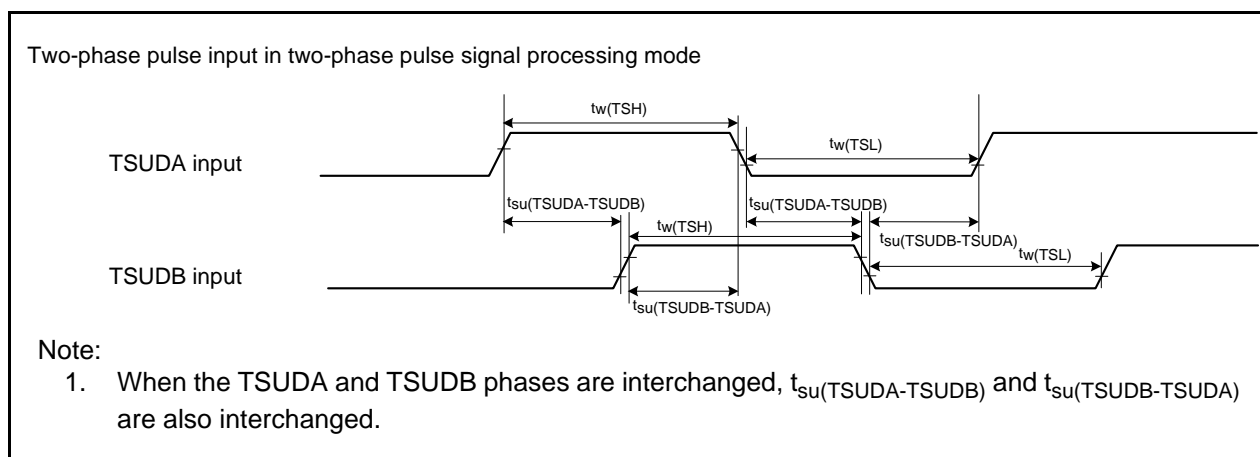 Two-phase pulse input in two-phase pulse signal processing mode
tw(TSH)
TSUDA input
tw(TSL)
tsu(TSUDA-TSUDB)
tsu(TSUDA-TSUDB)
tw(TSH)
tsu(TSUDB-TSUDA)
tw(TSL)
TSUDB input
tsu(TSUDB-TSUDA)
Note:
1. When the TSUDA and TSUDB phases are interchanged, tsu(TSUDA-TSUDB) and tsu(TSUDB-TSUDA)
are also interchanged.